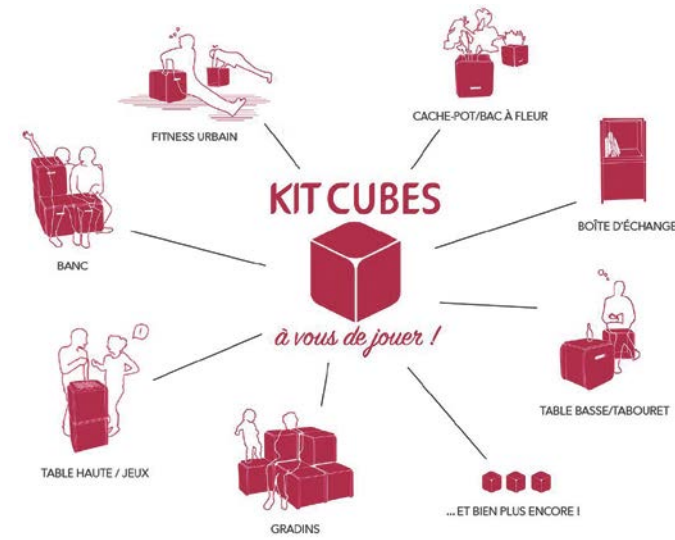 FITNESS URBAIN
CACHE-POT/BAC À FLEUR
KIT CUBES
BOÎTE D'ÉCHANGE
BANC
à vous de jouer !
TABLE BASSE/TABOURET
TABLE HAUTE / JEUX
... ET BIEN PLUS ENCORE !
GRADINS